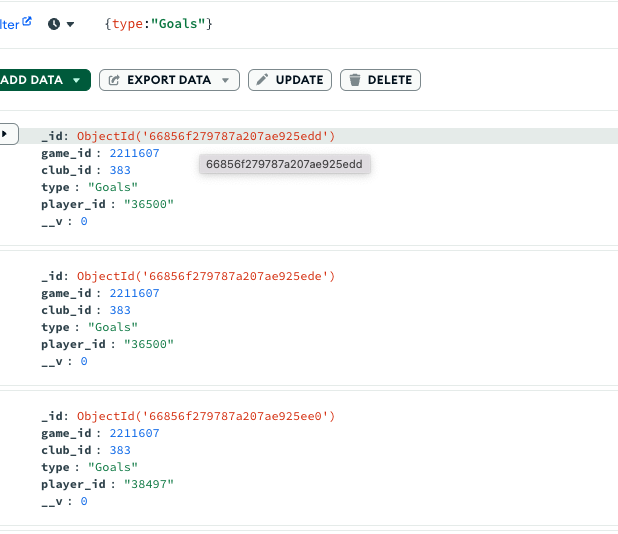 lter
{type:"Goals"}
ADD DATA
EXPORT DATA
UPDATE
DELETE
_id: ObjectId('66856f279787a207ae925edd')
game_id : 2211607
66856f279787a207ae925edd
club_id : 383
type : "Goals"
player_id : "36500"
__v : 0
_id: ObjectId('66856f279787a207ae925ede')
game_id : 2211607
club_id : 383
type : "Goals"
player_id : "36500"
__v : 0
_id: ObjectId('66856f279787a207ae925ee0')
game_id : 2211607
club_id : 383
type : "Goals"
player_id : "38497"
__v : 0